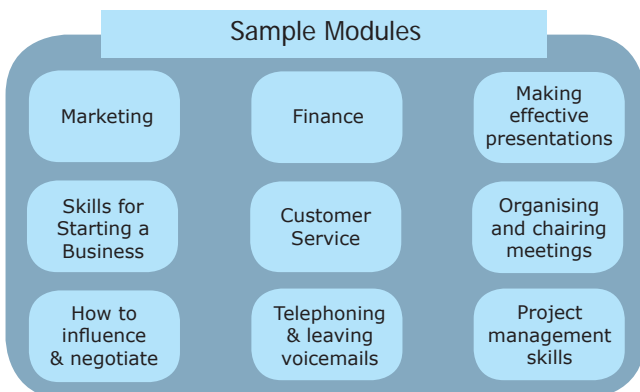 Sample Modules
Marketing
Finance
Making
effective
presentations
Skills for
Starting a
Business
Customer
Service
Organising
and chairing
meetings
How to
influence
& negotiate
Telephoning
& leaving
voicemails
Project
management
skills